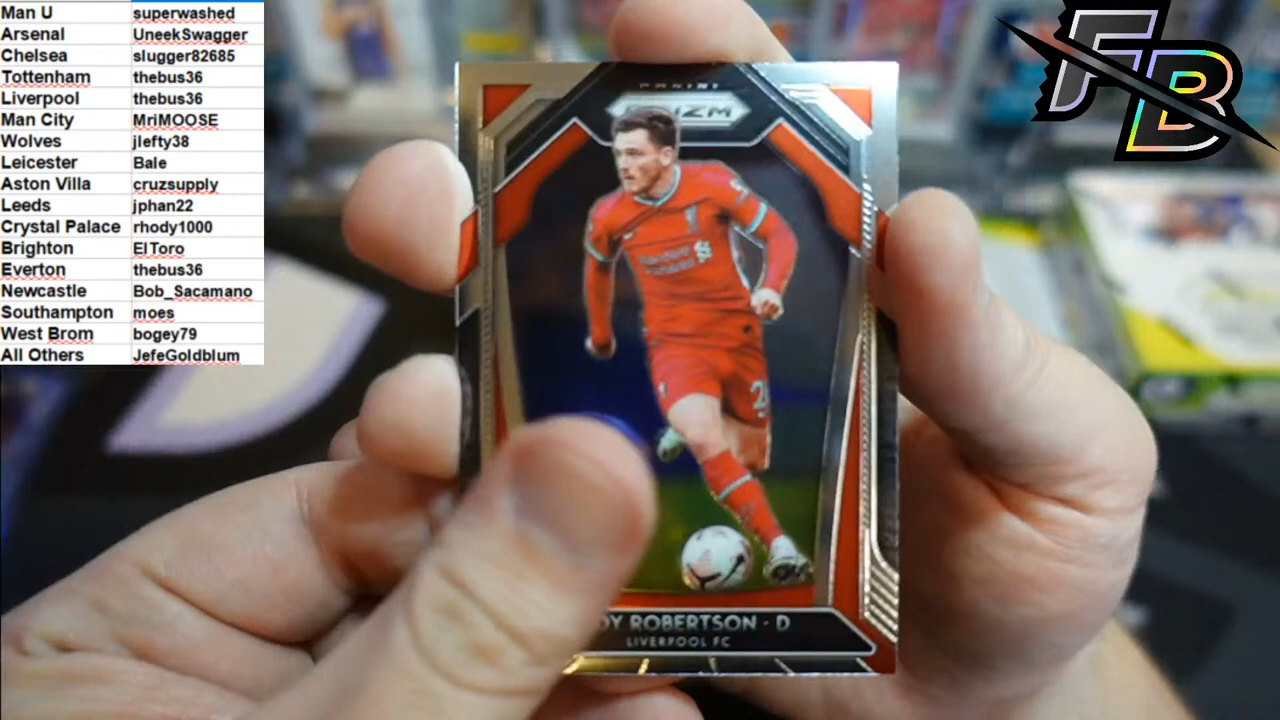 Man U superwashed
Arsenal UneekSwagger
Chelsea slugger82685
Tottenham thebus36
Liverpool thebus36
Man City MriMOOSE
Wolves jlefty38
Leicester Bale
Aston Villa cruzsupply
Leeds jphan22
Crystal Palace rhody1000
Brighton ElToro
Everton thebus36
Newcastle Bob_Sacamano
Southampton moes
West Brom bogey79
All Others JefeGoldblum
FB
PANINI
PRIZM
DY ROBERTSON · D
LIVERPOOL FC